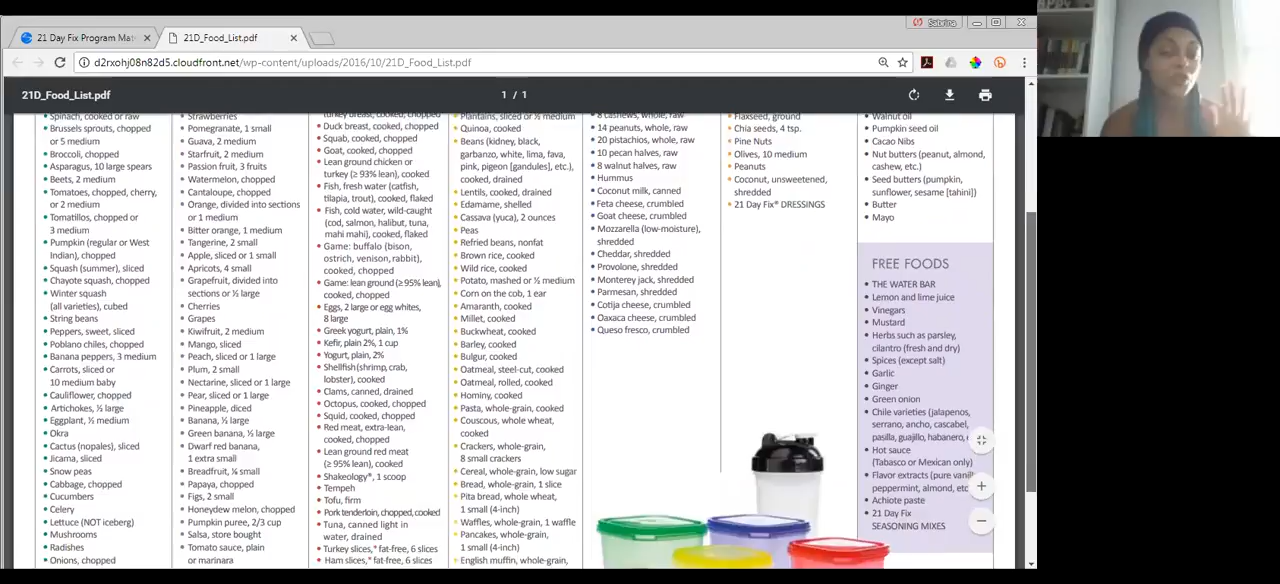 Sabrina
21 Day Fix Program Mat
21D_Food_List.pdf
d2rxohj08n82d5.cloudfront.net/wp-content/uploads/2016/10/21D_Food_List.pdf
21D_Food_List.pdf
1 / 1
Spinach, cooked or raw
Brussels sprouts, chopped
or 5 medium
Broccoli, chopped
Asparagus, 10 large spears
Beets, 2 medium
Tomatoes, chopped, cherry,
or 2 medium
Tomatillos, chopped or
3 medium
Pumpkin (regular or West
Indian), chopped
Squash (summer), sliced
Chayote squash, chopped
Winter squash
(all varieties), cubed
String beans
Peppers, sweet, sliced
Poblano chiles, chopped
Banana peppers, 3 medium
Carrots, sliced or
10 medium baby
Cauliflower, chopped
Artichokes, ½ large
Eggplant, ½ medium
Okra
Cactus (nopales), sliced
Jicama, sliced
Snow peas
Cabbage, chopped
Cucumbers
Celery
Lettuce (NOT iceberg)
Mushrooms
Radishes
Onions, chopped
Strawberries
Pomegranate, 1 small
Guava, 2 medium
Starfruit, 2 medium
Passion fruit, 3 fruits
Watermelon, chopped
Cantaloupe, chopped
Orange, divided into sections
or 1 medium
Bitter orange, 1 medium
Tangerine, 2 small
Apple, sliced or 1 small
Apricots, 4 small
Grapefruit, divided into
sections or ½ large
Cherries
Grapes
Kiwifruit, 2 medium
Mango, sliced
Peach, sliced or 1 large
Plum, 2 small
Nectarine, sliced or 1 large
Pear, sliced or 1 large
Pineapple, diced
Banana, ½ large
Green banana, ½ large
Dwarf red banana,
1 extra small
Breadfruit, ⅛ small
Papaya, chopped
Figs, 2 small
Honeydew melon, chopped
Pumpkin puree, 2/3 cup
Salsa, store bought
Tomato sauce, plain
or marinara
turkey breast, cooked, chopped
Duck breast, cooked, chopped
Squab, cooked, chopped
Goat, cooked, chopped
Lean ground chicken or
turkey (≥ 93% lean), cooked
Fish, fresh water (catfish,
tilapia, trout), cooked, flaked
Fish, cold water, wild-caught
(cod, salmon, halibut, tuna,
mahi mahi), cooked, flaked
Game: buffalo (bison,
ostrich, venison, rabbit),
cooked, chopped
Game: lean ground (≥ 95% lean),
cooked, chopped
Eggs, 2 large or egg whites,
8 large
Greek yogurt, plain, 1%
Kefir, plain 2%, 1 cup
Yogurt, plain, 2%
Shellfish (shrimp, crab,
lobster), cooked
Clams, canned, drained
Octopus, cooked, chopped
Squid, cooked, chopped
Red meat, extra-lean,
cooked, chopped
Lean ground red meat
(≥ 95% lean), cooked
Shakeology®, 1 scoop
Tempeh
Tofu, firm
Pork tenderloin, chopped, cooked
Tuna, canned light in
water, drained
Turkey slices,* fat-free, 6 slices
Ham slices,* fat-free, 6 slices
Plantains, sliced or ½ medium
Quinoa, cooked
Beans (kidney, black,
garbanzo, white, lima, fava,
pink, pigeon [gandules], etc.),
cooked, drained
Lentils, cooked, drained
Edamame, shelled
Cassava (yuca), 2 ounces
Peas
Refried beans, nonfat
Brown rice, cooked
Wild rice, cooked
Potato, mashed or ½ medium
Corn on the cob, 1 ear
Amaranth, cooked
Millet, cooked
Buckwheat, cooked
Barley, cooked
Bulgur, cooked
Oatmeal, steel-cut, cooked
Oatmeal, rolled, cooked
Hominy, cooked
Pasta, whole-grain, cooked
Couscous, whole wheat,
cooked
Crackers, whole-grain,
8 small crackers
Cereal, whole-grain, low sugar
Bread, whole-grain, 1 slice
Pita bread, whole wheat,
1 small (4-inch)
Waffles, whole-grain, 1 waffle
Pancakes, whole-grain,
1 small (4-inch)
English muffin, whole-grain,
8 cashews, whole, raw
14 peanuts, whole, raw
20 pistachios, whole, raw
10 pecan halves, raw
8 walnut halves, raw
Hummus
Coconut milk, canned
Feta cheese, crumbled
Goat cheese, crumbled
Mozzarella (low-moisture),
shredded
Cheddar, shredded
Provolone, shredded
Monterey jack, shredded
Parmesan, shredded
Cotija cheese, crumbled
Oaxaca cheese, crumbled
Queso fresco, crumbled
Flaxseed, ground
Chia seeds, 4 tsp.
Pine Nuts
Olives, 10 medium
Peanuts
Coconut, unsweetened,
shredded
21 Day Fix® DRESSINGS
Walnut oil
Pumpkin seed oil
Cacao Nibs
Nut butters (peanut, almond,
cashew, etc.)
Seed butters (pumpkin,
sunflower, sesame [tahini])
Butter
Mayo
FREE FOODS
THE WATER BAR
Lemon and lime juice
Vinegars
Mustard
Herbs such as parsley,
cilantro (fresh and dry)
Spices (except salt)
Garlic
Ginger
Green onion
Chile varieties (jalapenos,
serrano, ancho, cascabel,
pasilla, guajillo, habanero,
Hot sauce
(Tabasco or Mexican only)
Flavor extracts (pure vanil
peppermint, almond, etc
Achiote paste
21 Day Fix
SEASONING MIXES